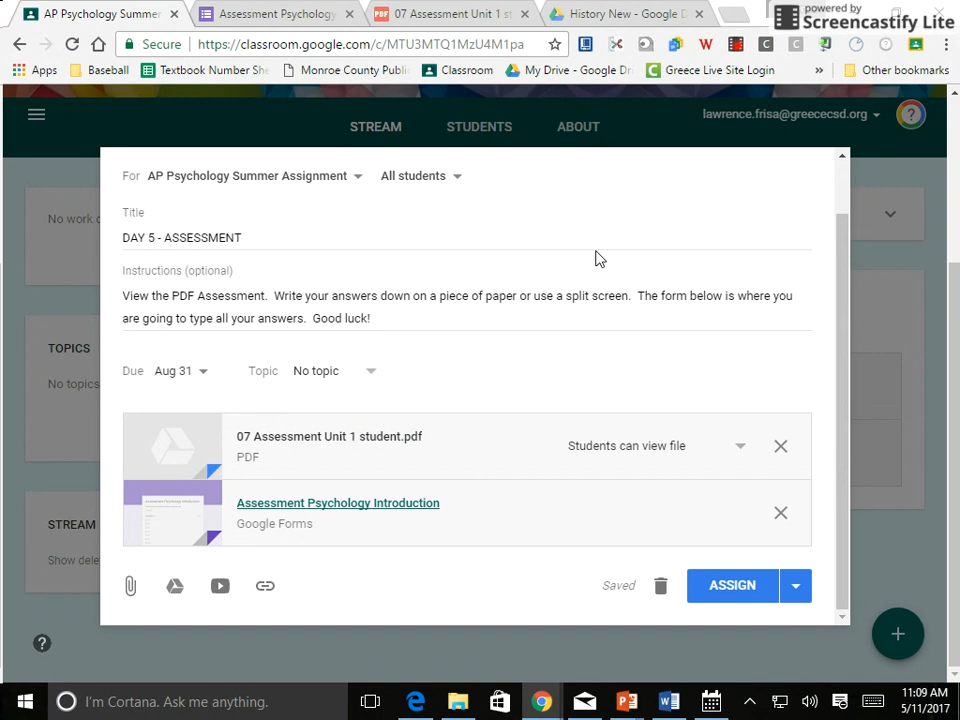 AP Psychology Summer
Assessment Psychology
07 Assessment Unit 1 st
History New - Google D
powered by
Screencastify Lite
Secure
https://classroom.google.com/c/MTU3MTQ1MzU4M1pa
Apps
Baseball
Textbook Number She
Monroe County Publi
Classroom
My Drive - Google Dr
Greece Live Site Login
»
Other bookmarks
STREAM
STUDENTS
ABOUT
lawrence.frisa@greececsd.org
For AP Psychology Summer Assignment All students
Title
DAY 5 - ASSESSMENT
Instructions (optional)
View the PDF Assessment. Write your answers down on a piece of paper or use a split screen. The form below is where you
are going to type all your answers. Good luck!
Due Aug 31 Topic No topic
07 Assessment Unit 1 student.pdf
PDF
Students can view file
Assessment Psychology Introduction
Google Forms
Saved
ASSIGN
No work
TOPICS
No topics
STREAM
Show dele
I'm Cortana. Ask me anything.
11:09 AM
5/11/2017